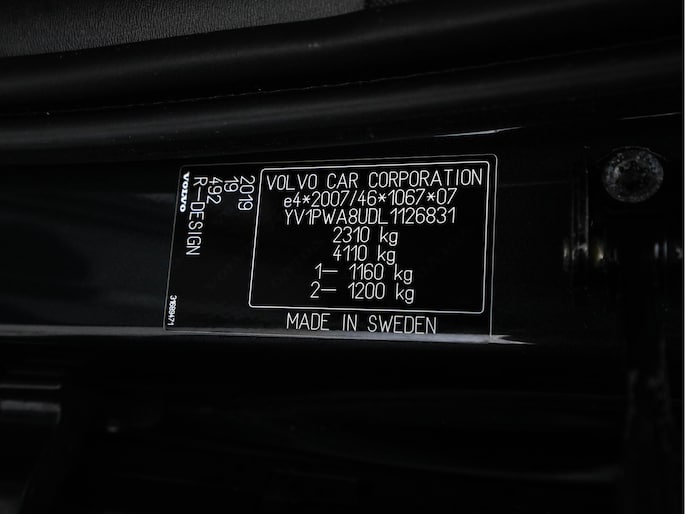 VOLVO
R-DESIGN
492
19
2019
31689471
VOLVO CAR CORPORATION
e4*2007/46*1067*07
YV1PWA8UDL1126831
2310 kg
4110 kg
1- 1160 kg
2- 1200 kg
MADE IN SWEDEN